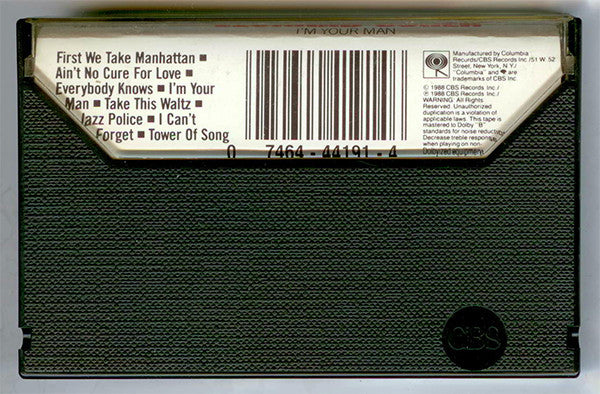 I'M YOUR MAN
First We Take Manhattan ■
Ain't No Cure For Love ■
Everybody Knows ■ I'm Your
Man ■ Take This Waltz ■
Jazz Police ■ I Can't
Forget ■ Tower Of Song
0 7464-44191-4
Manufactured by Columbia
Records/CBS Records Inc./51 W. 52
Street, New York, N.Y./
"Columbia" and are
trademarks of CBS Inc.
© 1988 CBS Records Inc./
℗ 1988 CBS Records Inc./
WARNING: All Rights
Reserved. Unauthorized
duplication is a violation of
applicable laws. This tape is
mastered to Dolby "B"
standards for noise reduction.
Decrease treble response
when playing on non-
Dolbyized equipment.
CBS